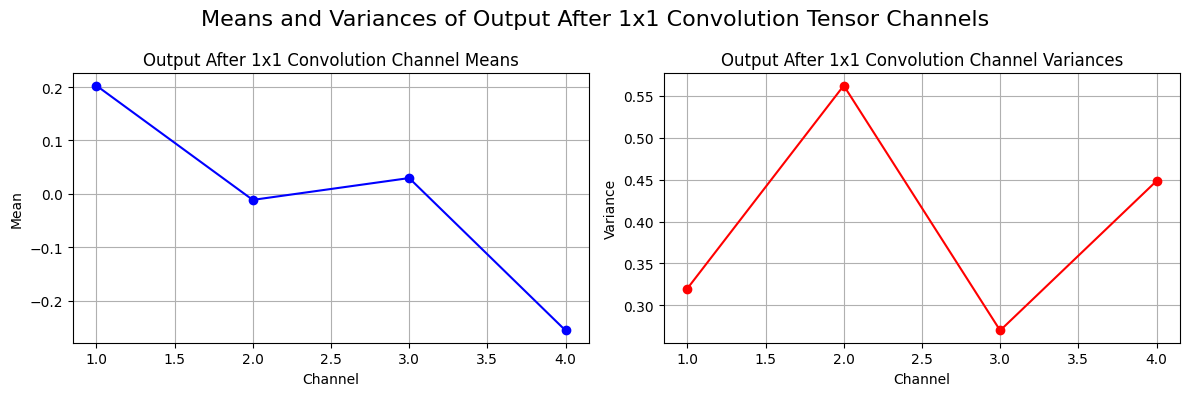 Means and Variances of Output After 1x1 Convolution Tensor Channels
Output After 1x1 Convolution Channel Means
0.2
0.1
0.0
−0.1
−0.2
Mean
1.0 1.5 2.0 2.5 3.0 3.5 4.0
Channel
Output After 1x1 Convolution Channel Variances
0.55
0.50
0.45
0.40
0.35
0.30
Variance
1.0 1.5 2.0 2.5 3.0 3.5 4.0
Channel